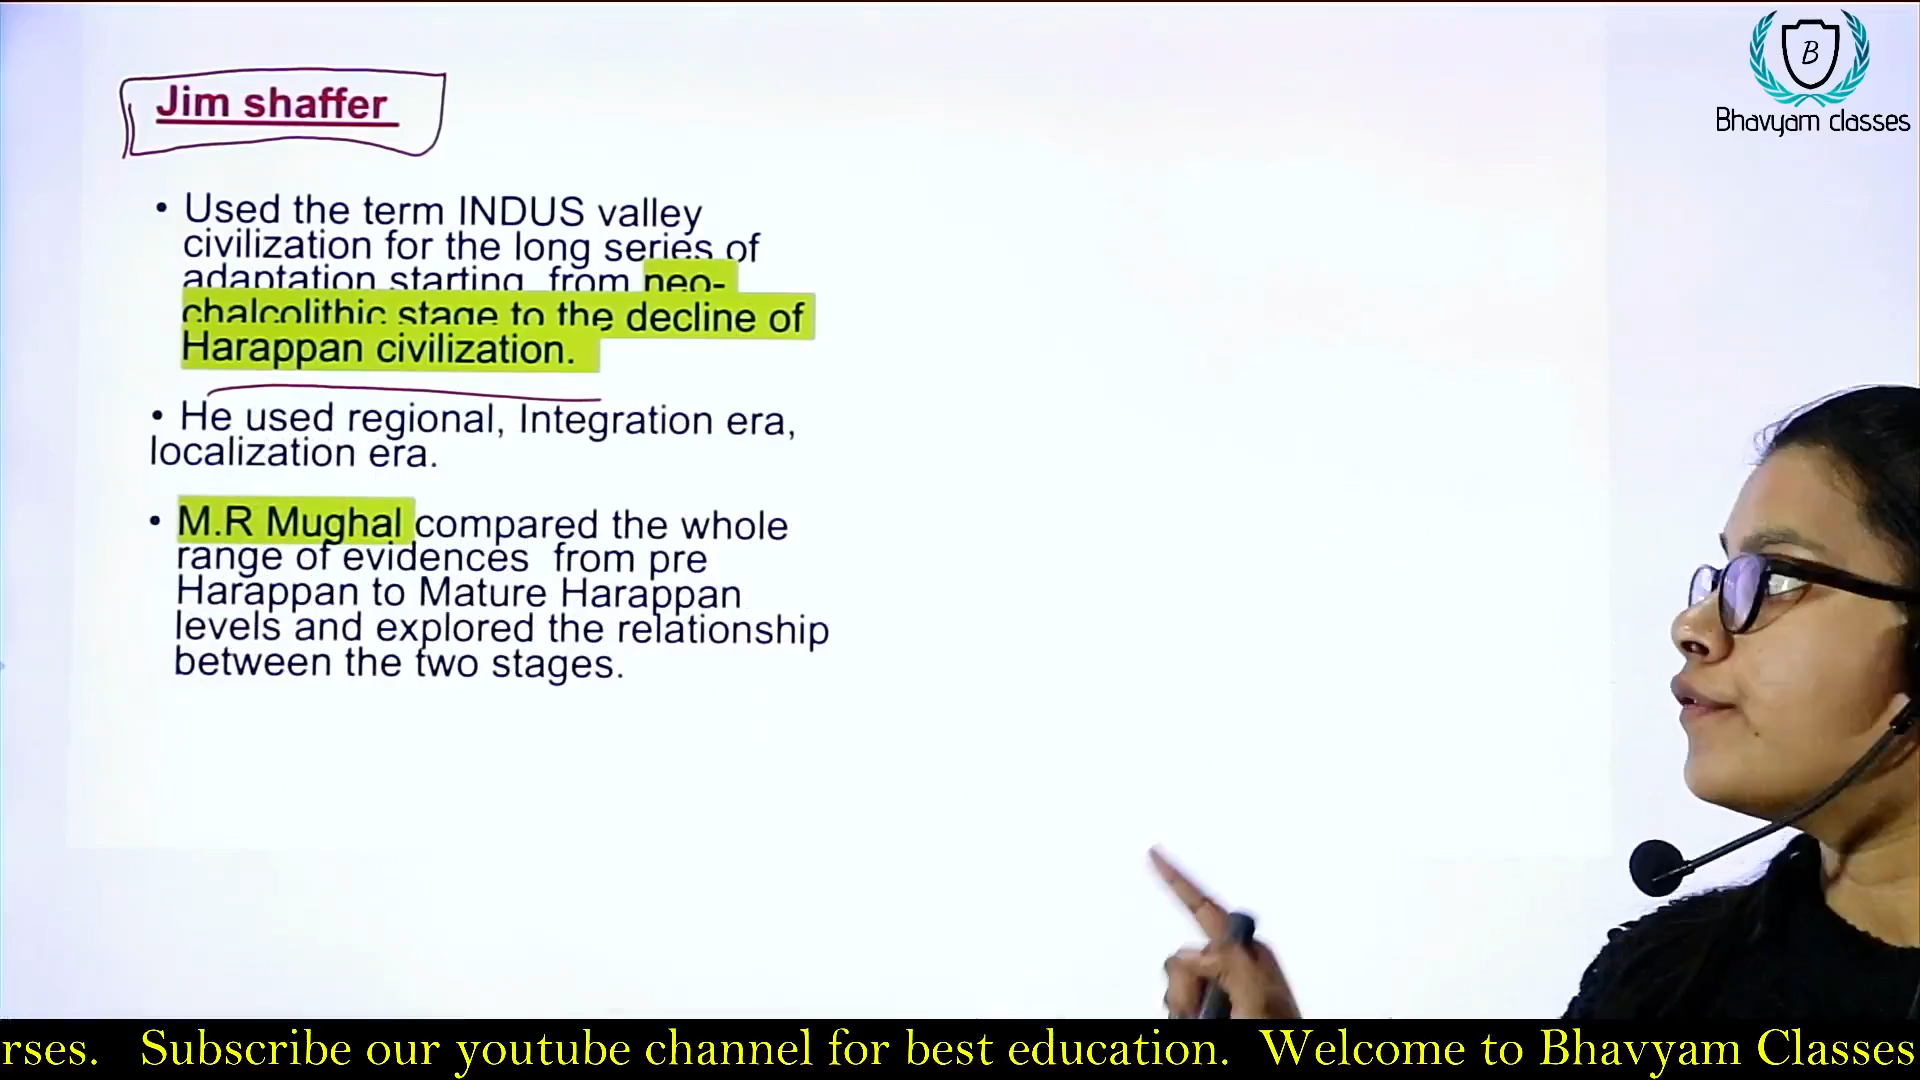 B
Bhavyam classes
Jim shaffer
• Used the term INDUS valley
civilization for the long series of
adaptation starting from neo-
chalcolithic stage to the decline of
Harappan civilization.
• He used regional, Integration era,
localization era.
• M.R Mughal compared the whole
range of evidences from pre
Harappan to Mature Harappan
levels and explored the relationship
between the two stages.
rses. Subscribe our youtube channel for best education. Welcome to Bhavyam Classes